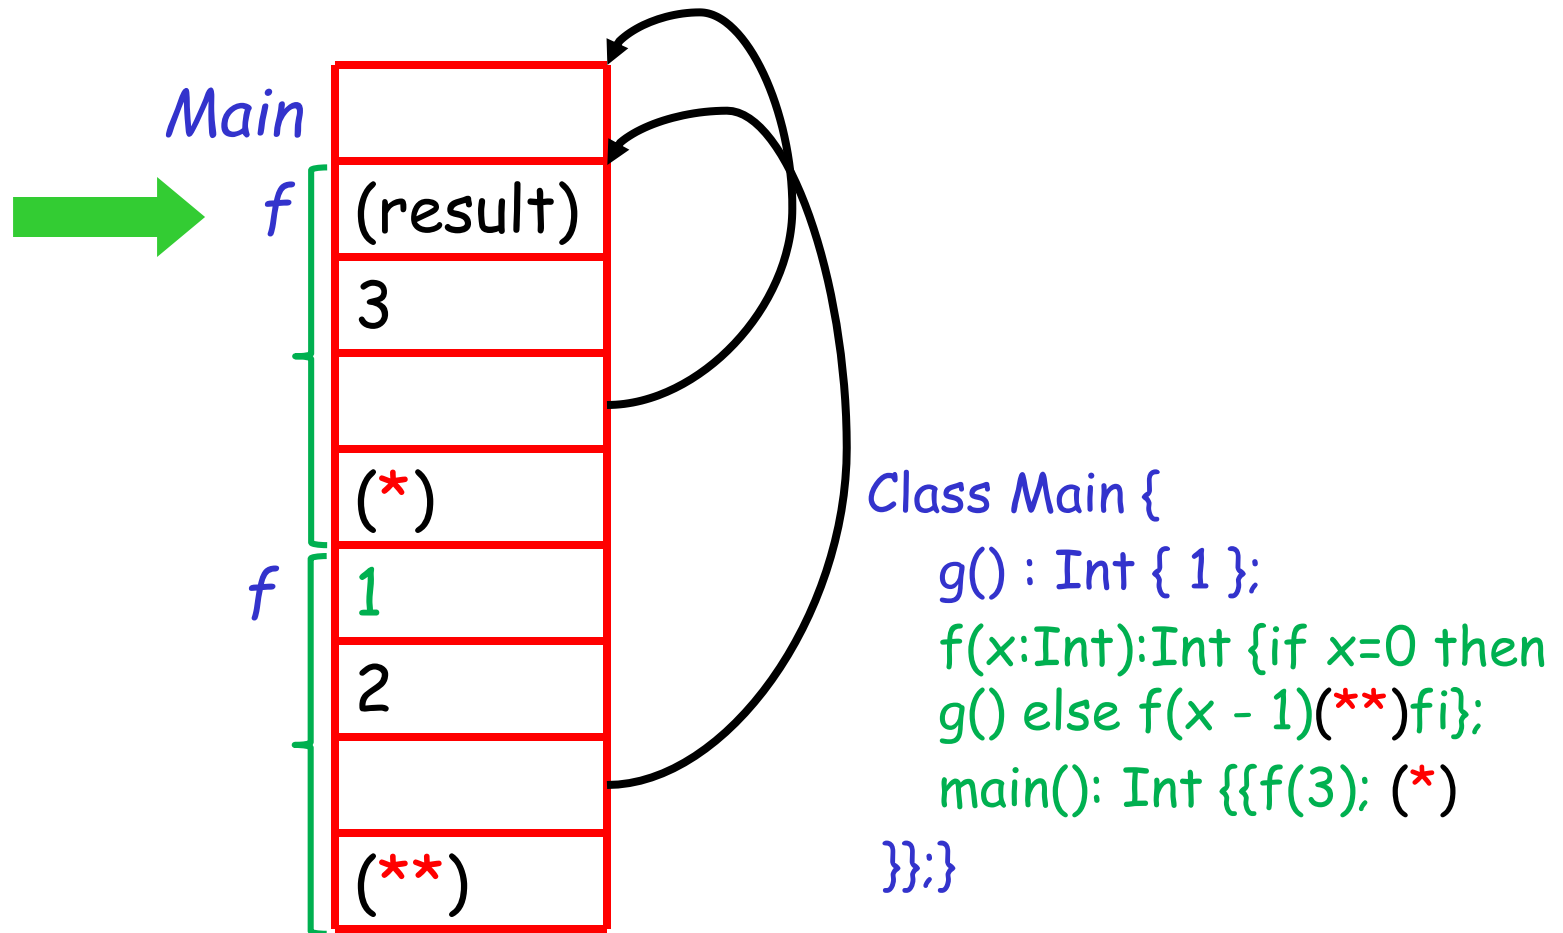 Main
f
(result)
3
(*)
f
1
2
(**)
Class Main {
g() : Int { 1 };
f(x:Int):Int {if x=0 then
g() else f(x - 1)(**)fi};
main(): Int {{f(3); (*)
}};}